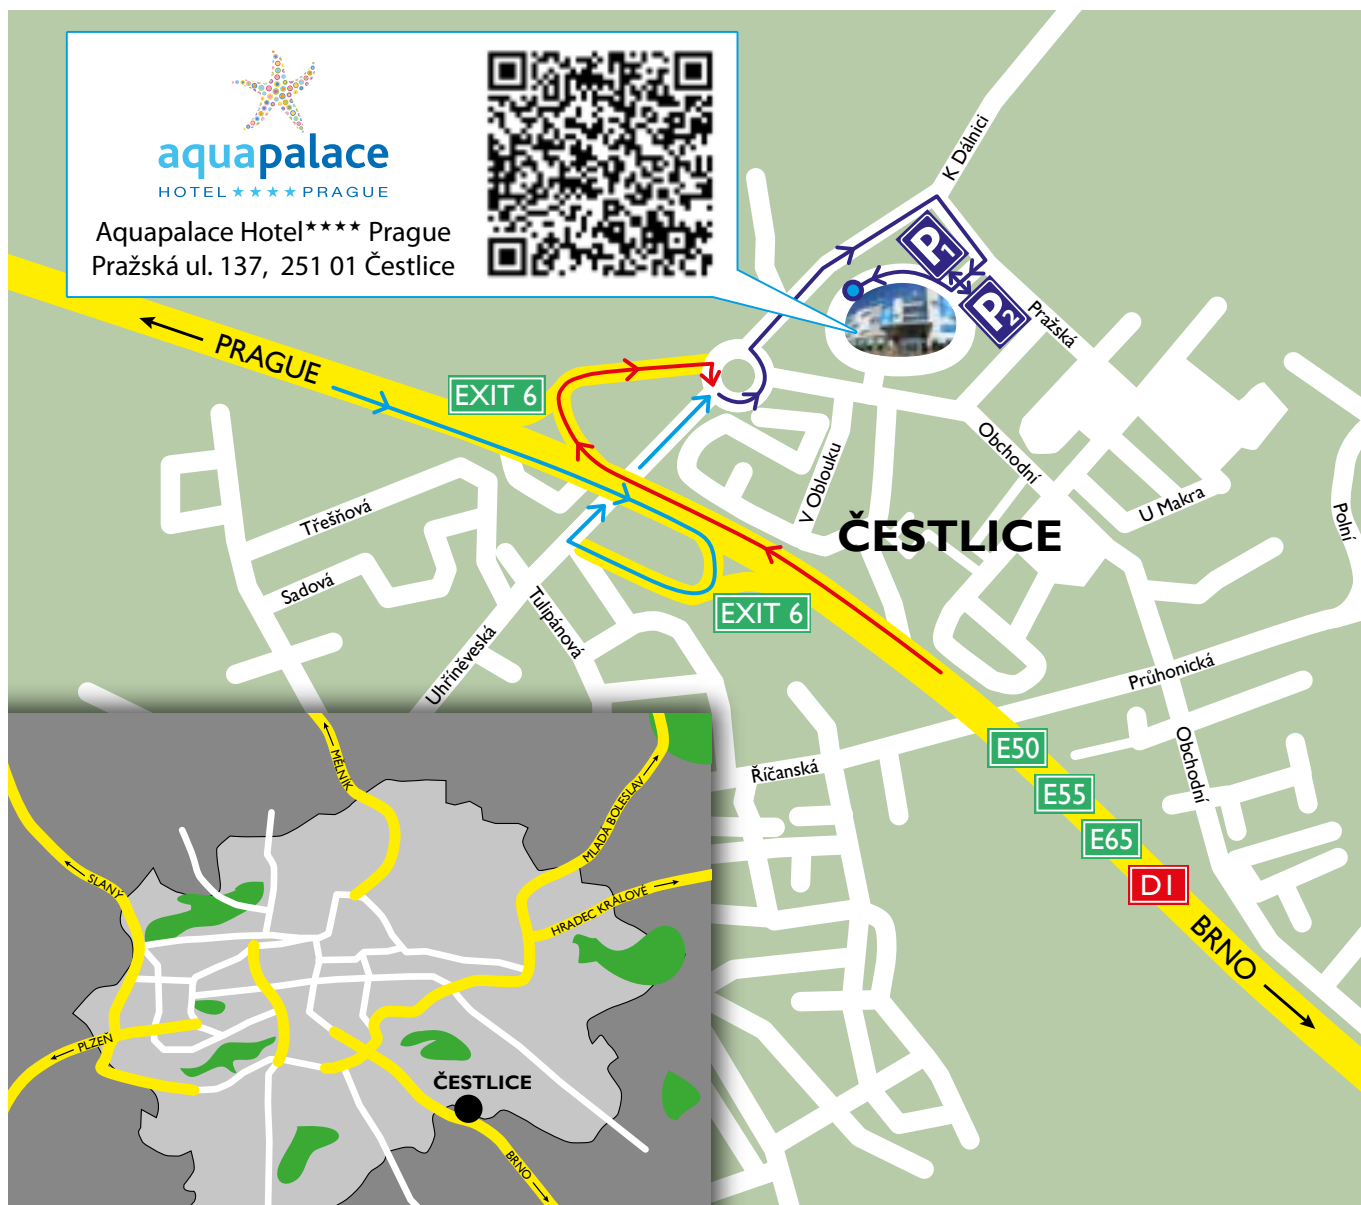 aquapalace
HOTEL ★★★★ PRAGUE
Aquapalace Hotel★★★★ Prague
Pražská ul. 137, 251 01 Čestlice
K Dálnici
P1
P2
Pražská
PRAGUE
EXIT 6
Obchodní
V Oblouku
U Makra
Polní
Třešňová
ČESTLICE
Sadová
Tulipánová
EXIT 6
Uhříněveská
Průhonická
E50
Obchodní
Říčanská
E55
E65
D1
BRNO
MĚLNÍK
MLADÁ BOLESLAV
SLANÝ
HRADEC KRÁLOVÉ
PLZEŇ
ČESTLICE
BRNO